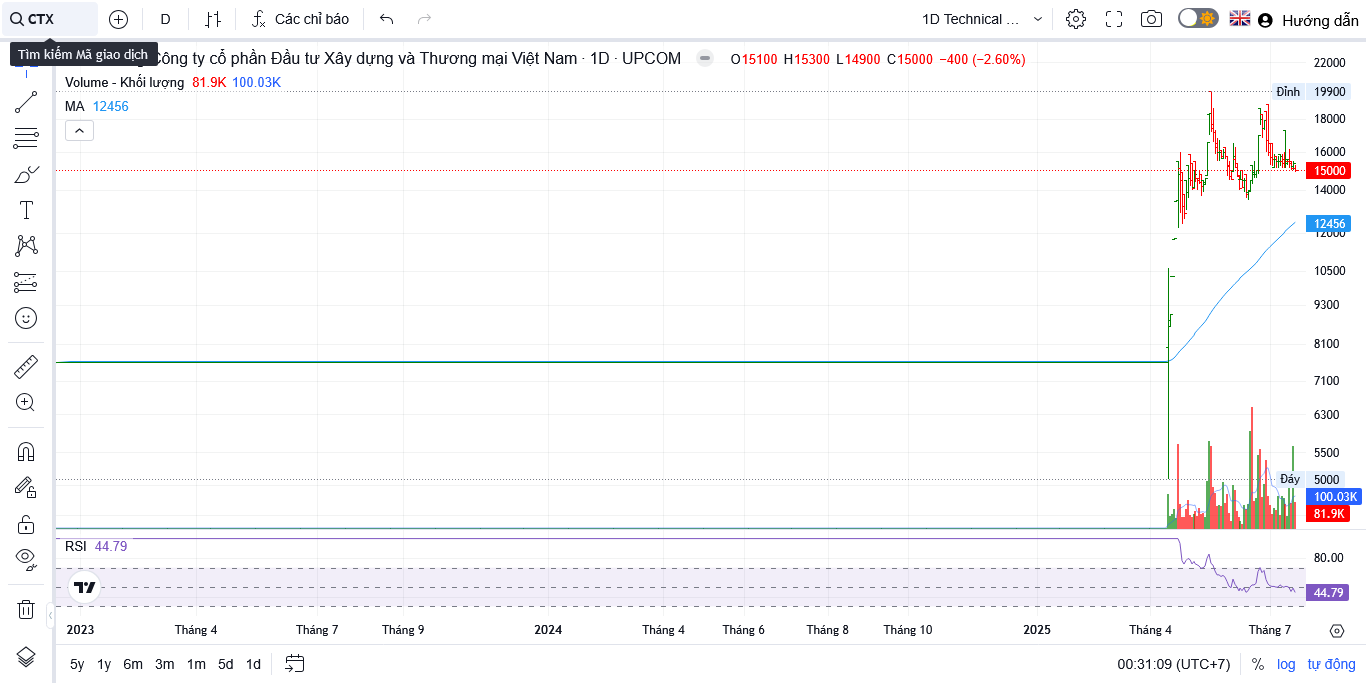 CTX
D
Các chỉ báo
1D Technical ...
Hướng dẫn
Tìm kiếm Mã giao dịch
Công ty cổ phần Đầu tư Xây dựng và Thương mại Việt Nam · 1D · UPCOM
O15100 H15300 L14900 C15000 −400 (−2.60%)
Volume - Khối lượng 81.9K 100.03K
MA 12456
22000
Đỉnh 19900
18000
16000
15000
14000
12456
12000
10500
9300
8100
7100
6300
5500
Đáy 5000
100.03K
81.9K
RSI 44.79
80.00
44.79
2023 Tháng 4 Tháng 7 Tháng 9 2024 Tháng 4 Tháng 6 Tháng 8 Tháng 10 2025 Tháng 4 Tháng 7
5y 1y 6m 3m 1m 5d 1d
00:31:09 (UTC+7) % log tự động